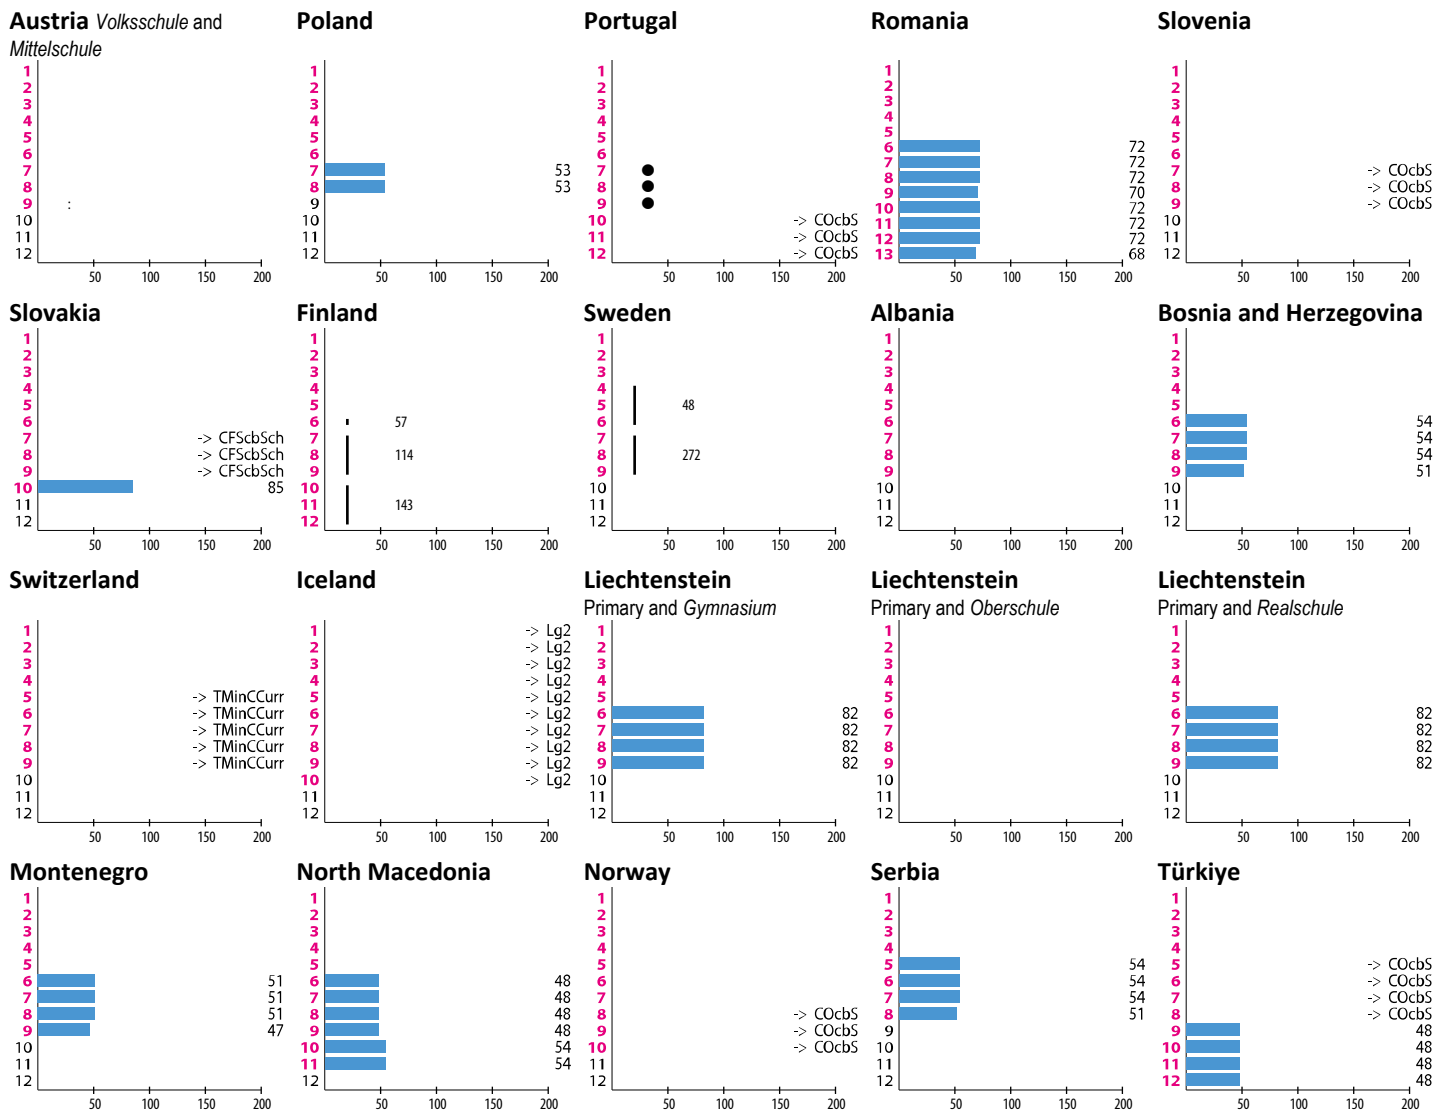 Austria Volksschule and
Mittelschule
1
2
3
4
5
6
7
8
9 :
10
11
12
50 100 150 200
Poland
1
2
3
4
5
6
7 53
8 53
9
10
11
12
50 100 150 200
Portugal
1
2
3
4
5
6
7 ●
8 ●
9 ●
10 -> COcbS
11 -> COcbS
12 -> COcbS
50 100 150 200
Romania
1
2
3
4
5
6 72
7 72
8 72
9 70
10 72
11 72
12 72
13 68
50 100 150 200
Slovenia
1
2
3
4
5
6
7 -> COcbS
8 -> COcbS
9 -> COcbS
10
11
12
50 100 150 200
Slovakia
1
2
3
4
5
6
7 -> CFScbSch
8 -> CFScbSch
9 -> CFScbSch
10 85
11
12
50 100 150 200
Finland
1
2
3
4
5
6 57
7
8 114
9
10
11 143
12
50 100 150 200
Sweden
1
2
3
4
5 48
6
7
8 272
9
10
11
12
50 100 150 200
Albania
1
2
3
4
5
6
7
8
9
10
11
12
50 100 150 200
Bosnia and Herzegovina
1
2
3
4
5
6 54
7 54
8 54
9 51
10
11
12
50 100 150 200
Switzerland
1
2
3
4
5 -> TMinCCurr
6 -> TMinCCurr
7 -> TMinCCurr
8 -> TMinCCurr
9 -> TMinCCurr
10
11
12
50 100 150 200
Iceland
1 -> Lg2
2 -> Lg2
3 -> Lg2
4 -> Lg2
5 -> Lg2
6 -> Lg2
7 -> Lg2
8 -> Lg2
9 -> Lg2
10 -> Lg2
11
12
50 100 150 200
Liechtenstein
Primary and Gymnasium
1
2
3
4
5
6 82
7 82
8 82
9 82
10
11
12
50 100 150 200
Liechtenstein
Primary and Oberschule
1
2
3
4
5
6
7
8
9
10
11
12
50 100 150 200
Liechtenstein
Primary and Realschule
1
2
3
4
5
6 82
7 82
8 82
9 82
10
11
12
50 100 150 200
Montenegro
1
2
3
4
5
6 51
7 51
8 51
9 47
10
11
12
50 100 150 200
North Macedonia
1
2
3
4
5
6 48
7 48
8 48
9 48
10 54
11 54
12
50 100 150 200
Norway
1
2
3
4
5
6
7
8 -> COcbS
9 -> COcbS
10 -> COcbS
11
12
50 100 150 200
Serbia
1
2
3
4
5 54
6 54
7 54
8 51
9
10
11
12
50 100 150 200
Türkiye
1
2
3
4
5 -> COcbS
6 -> COcbS
7 -> COcbS
8 -> COcbS
9 48
10 48
11 48
12 48
50 100 150 200